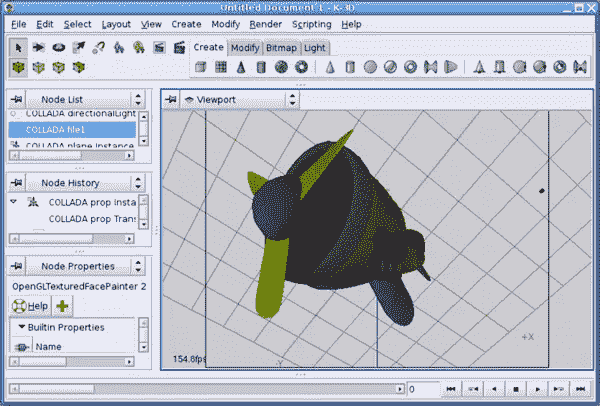 Untitled Document 1 - K-3D
File Edit Select Layout View Create Modify Render Scripting Help
Create Modify Bitmap Light
Node List
COLLADA directionalLight
COLLADA file1
COLLADA plane Instance
Viewport
Node History
COLLADA prop Insta
COLLADA prop Trans
Node Properties
OpenGLTexturedFacePainter 2
Help
Builtin Properties
Name
154.8fps
-Y
+X
0